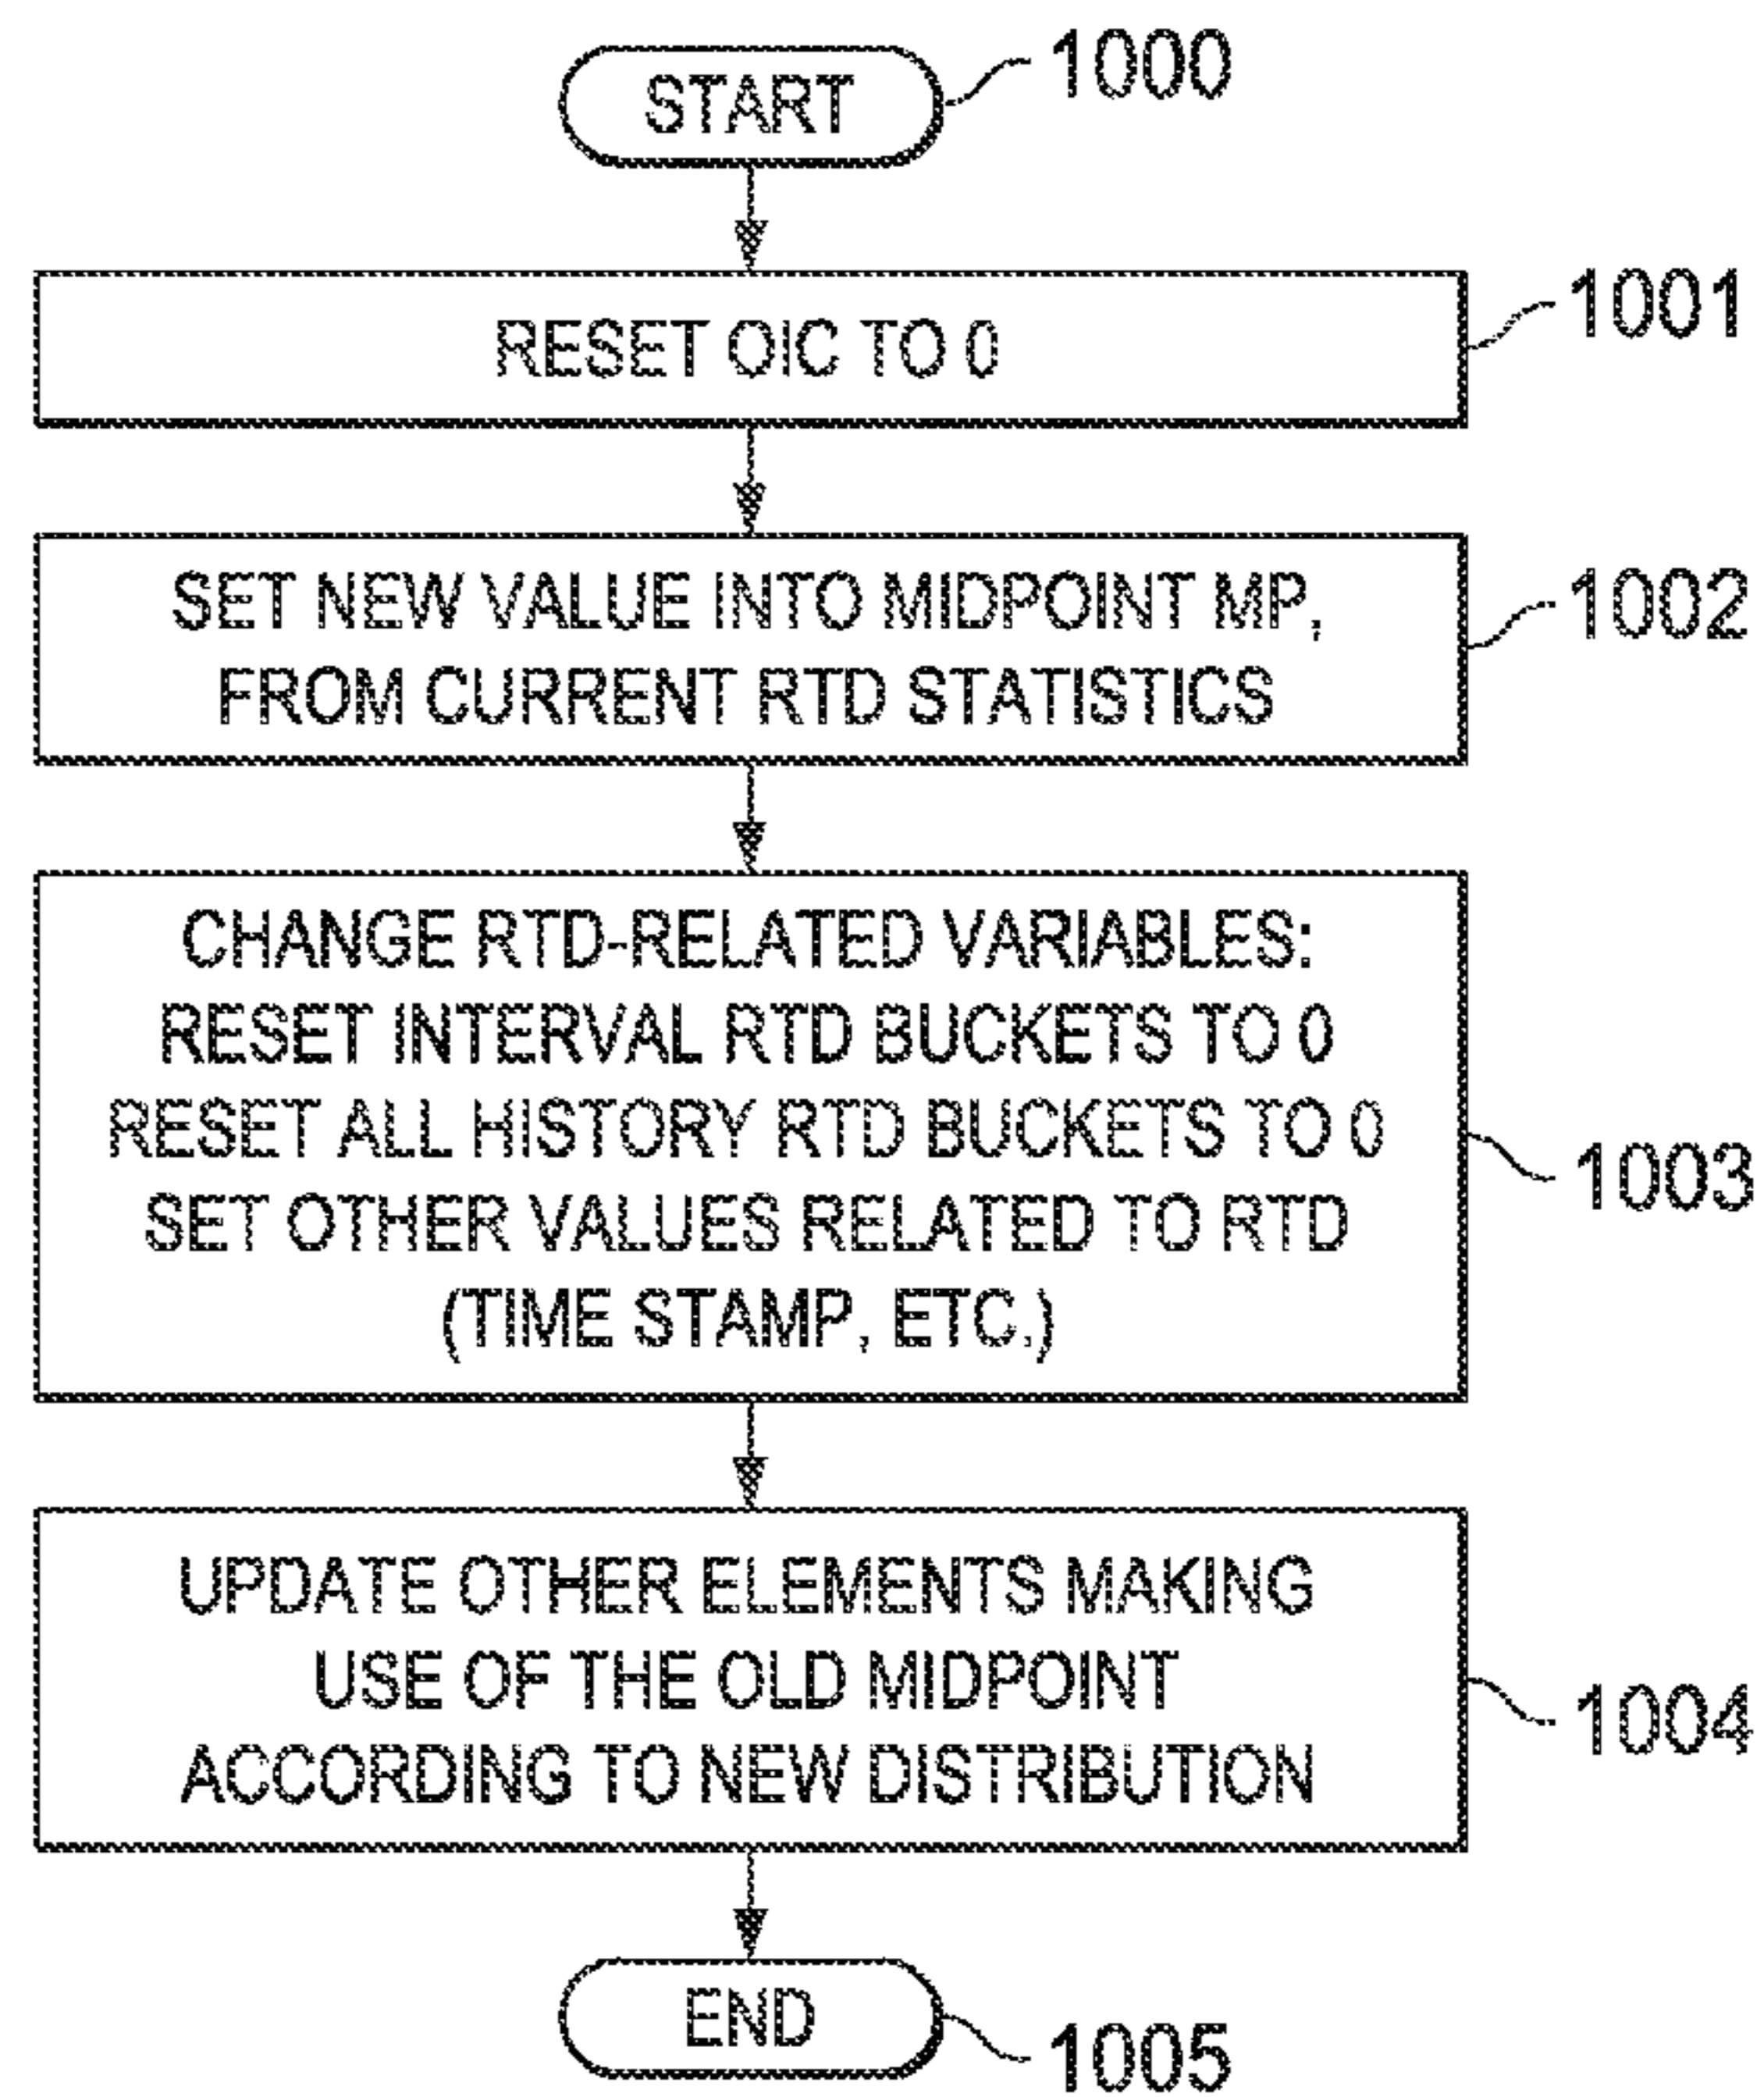 START
1000
RESET OIC TO 0
1001
SET NEW VALUE INTO MIDPOINT MP,
FROM CURRENT RTD STATISTICS
1002
CHANGE RTD-RELATED VARIABLES:
RESET INTERVAL RTD BUCKETS TO 0
RESET ALL HISTORY RTD BUCKETS TO 0
SET OTHER VALUES RELATED TO RTD
(TIME STAMP, ETC.)
1003
UPDATE OTHER ELEMENTS MAKING
USE OF THE OLD MIDPOINT
ACCORDING TO NEW DISTRIBUTION
1004
END
1005